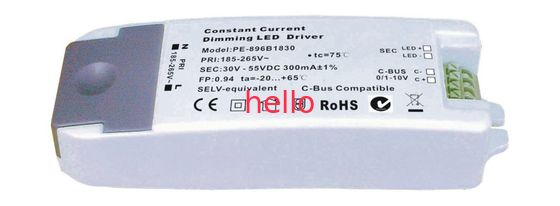 Constant Current
Dimming LED Driver
Model:PE-896B1830
• tc=75℃
PRI:185-265V~
SEC:30V - 55VDC 300mA±1%
FP:0.94 ta=-20...+65℃
SELV-equivalent C-Bus Compatible
hello
RoHS
N
PRI
185-265V~
L
SEC
LED -
LED +
C-BUS
0/1-10V
C-
C+